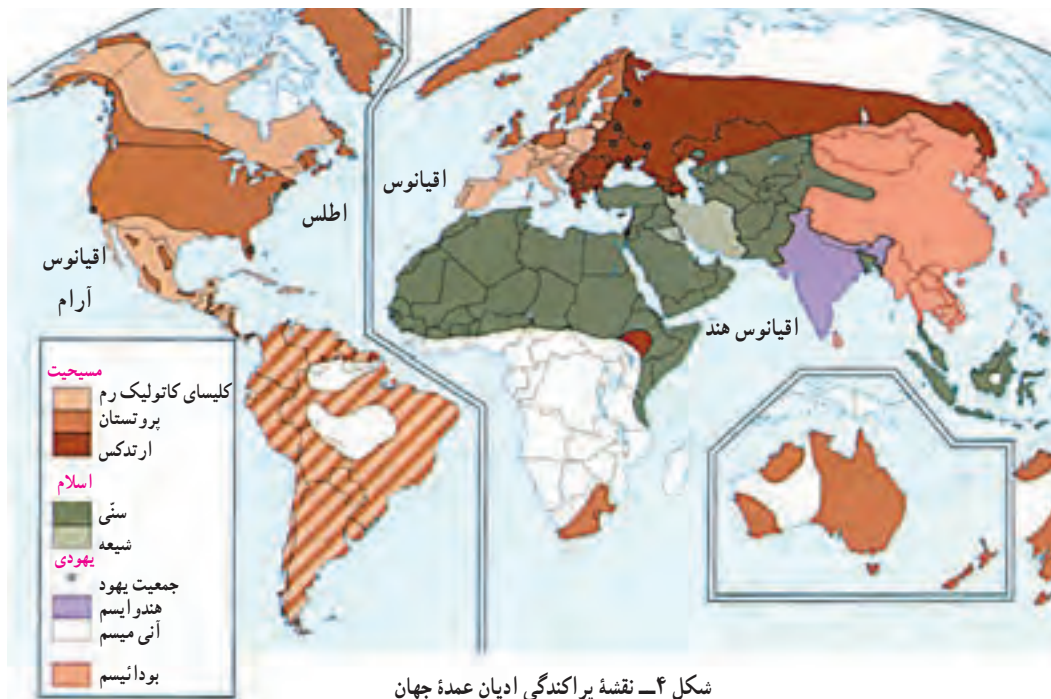 اقیانوس
اطلس
اقیانوس
آرام
اقیانوس هند
مسیحیت
کلیسای کاتولیک رم
پروتستان
ارتدکس
اسلام
سنّی
شیعه
یهودی
جمعیت یهود
هندوایسم
آنی میسم
بودائیسم
شکل ۴ــ نقشهٔ پراکندگی ادیان عمدهٔ جهان